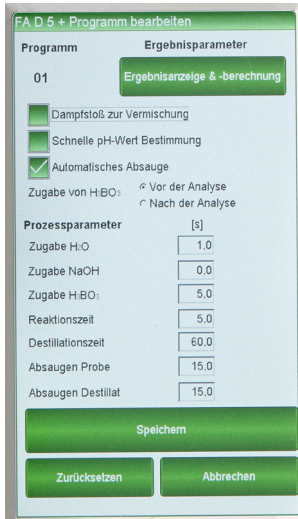 FA D 5 + Programm bearbeiten
Programm Ergebnisparameter
01 Ergebnisanzeige & -berechnung
Dampfstoß zur Vermischung
Schnelle pH-Wert Bestimmung
Automatisches Absauge
Zugabe von H3BO3 Vor der Analyse
Nach der Analyse
Prozessparameter [s]
Zugabe H2O 1,0
Zugabe NaOH 0,0
Zugabe H3BO3 5,0
Reaktionszeit 5,0
Destillationszeit 60,0
Absaugen Probe 15,0
Absaugen Destillat 15,0
Speichern
Zurücksetzen Abbrechen